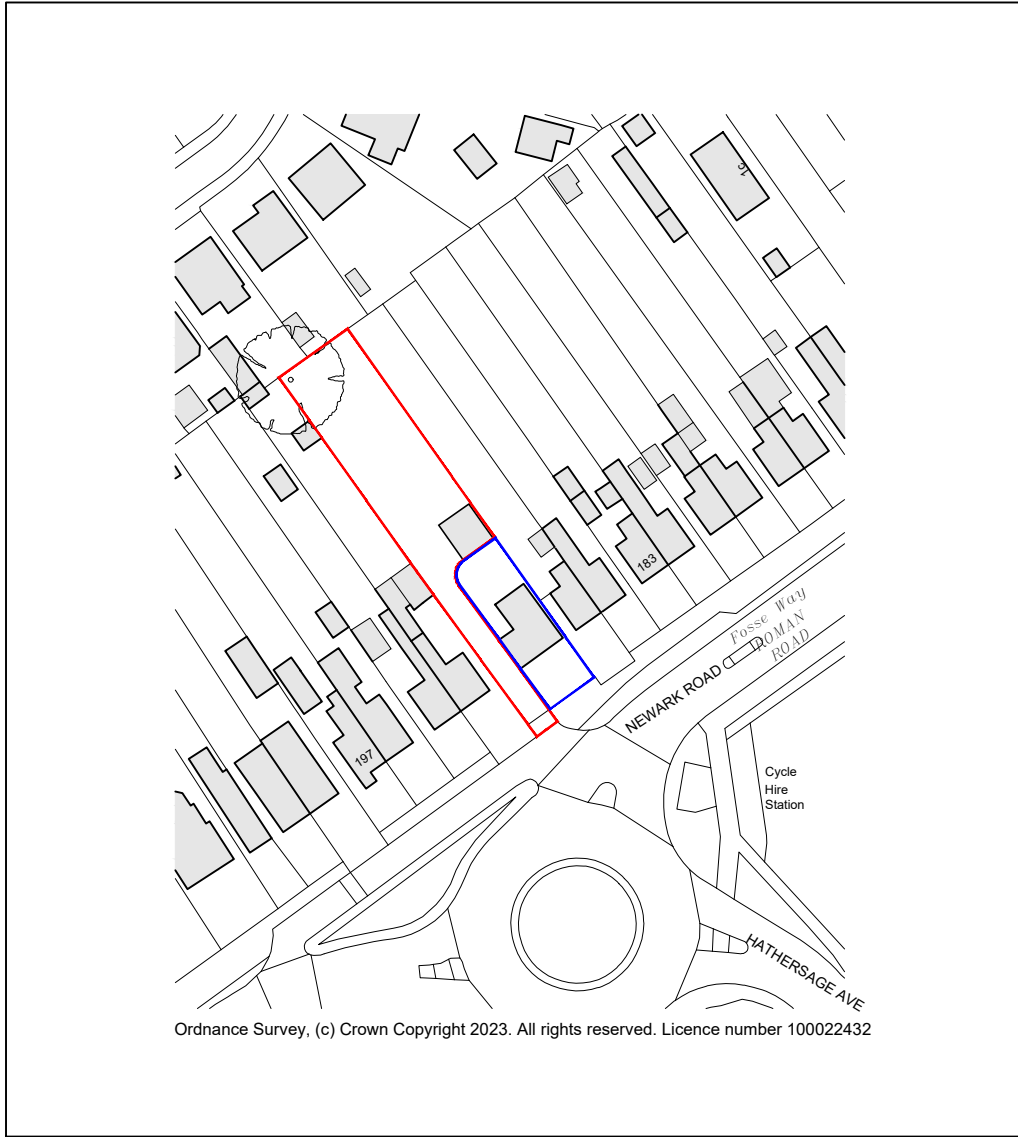 31
183
Fosse Way
ROMAN
ROAD
NEWARK ROAD
197
Cycle
Hire
Station
HATHERSAGE AVE
Ordnance Survey, (c) Crown Copyright 2023. All rights reserved. Licence number 100022432